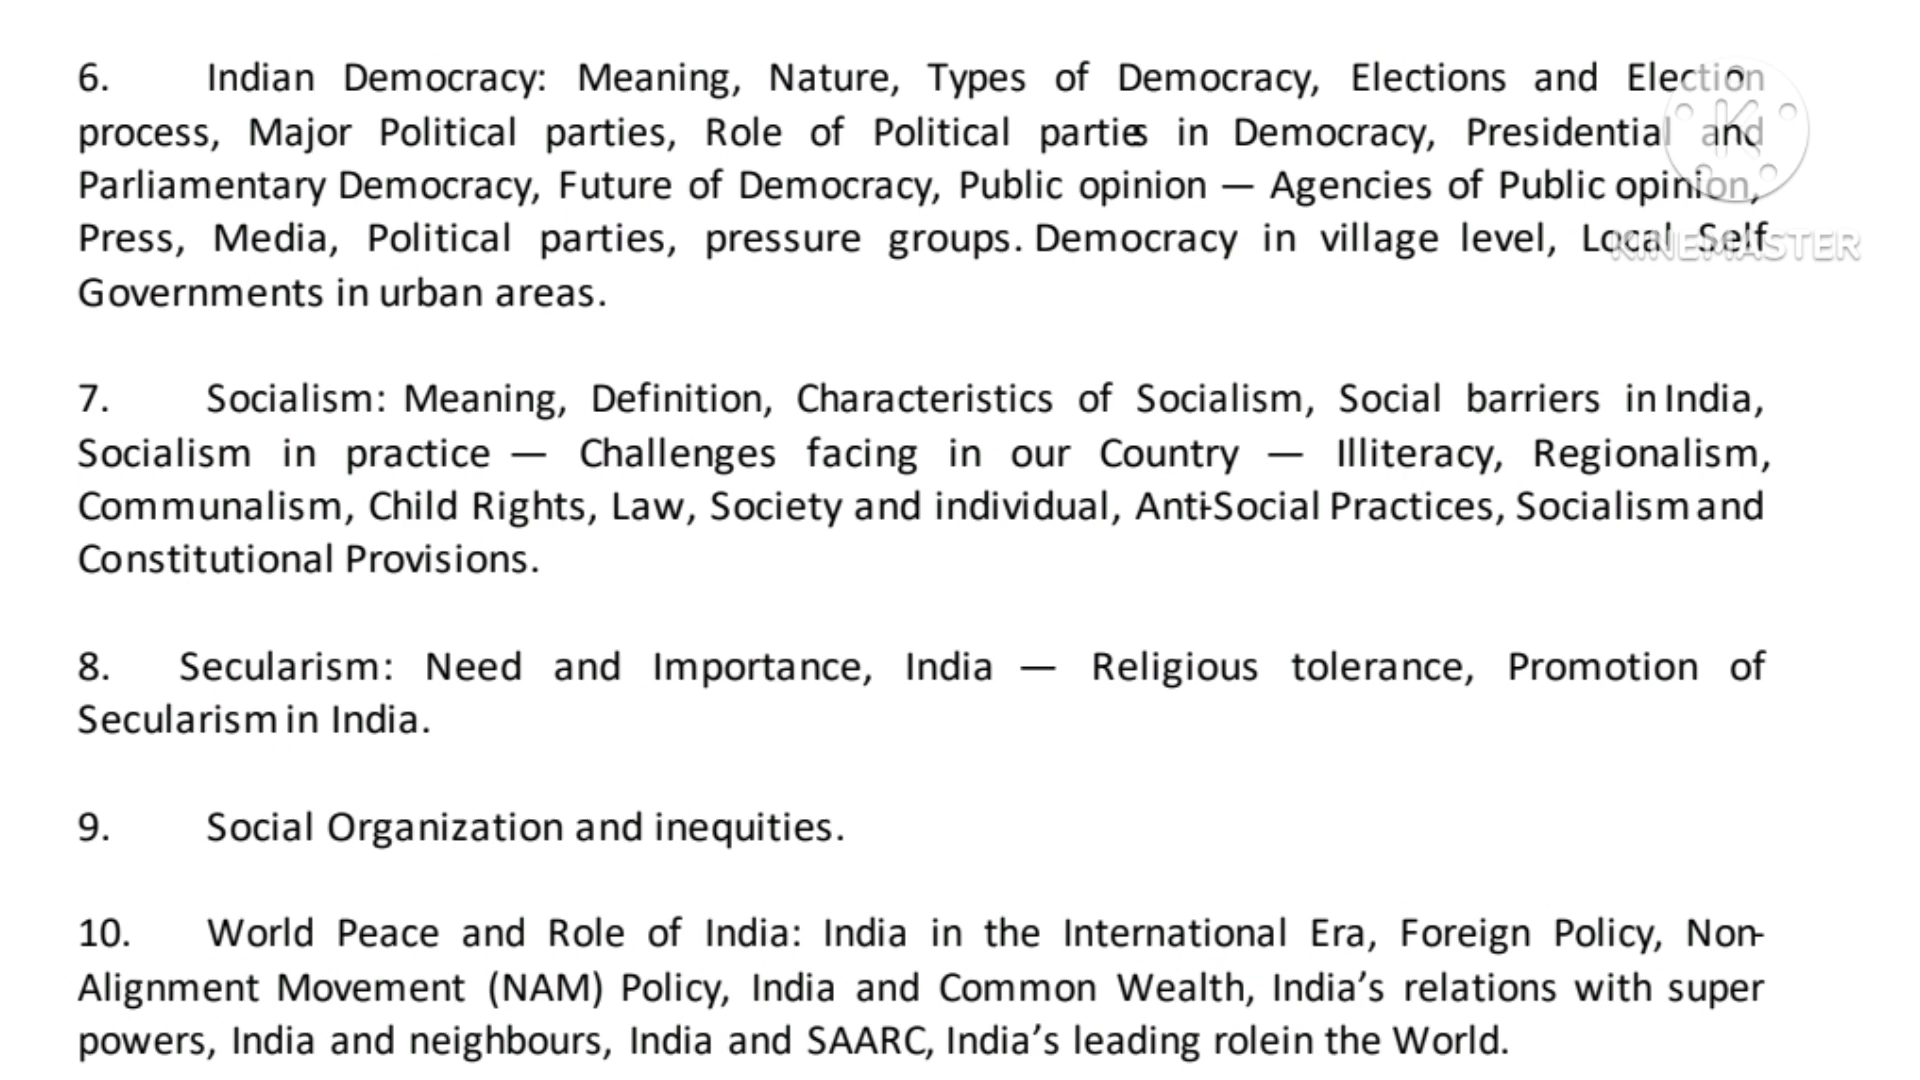 6. Indian Democracy: Meaning, Nature, Types of Democracy, Elections and Election
process, Major Political parties, Role of Political parties in Democracy, Presidential and
Parliamentary Democracy, Future of Democracy, Public opinion — Agencies of Public opinion,
Press, Media, Political parties, pressure groups. Democracy in village level, Local Self
Governments in urban areas.
KINEMASTER
7. Socialism: Meaning, Definition, Characteristics of Socialism, Social barriers in India,
Socialism in practice — Challenges facing in our Country — Illiteracy, Regionalism,
Communalism, Child Rights, Law, Society and individual, Anti-Social Practices, Socialism and
Constitutional Provisions.
8. Secularism: Need and Importance, India — Religious tolerance, Promotion of
Secularism in India.
9. Social Organization and inequities.
10. World Peace and Role of India: India in the International Era, Foreign Policy, Non-
Alignment Movement (NAM) Policy, India and Common Wealth, India’s relations with super
powers, India and neighbours, India and SAARC, India’s leading rolein the World.